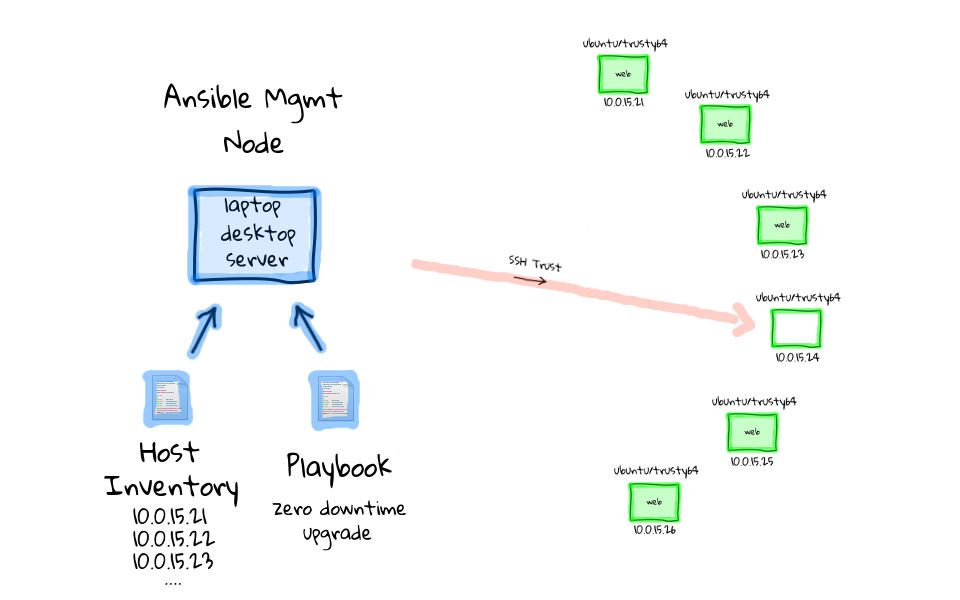 Ansible Mgmt
Node
laptop
desktop
server
Host
Inventory
10.0.15.21
10.0.15.22
10.0.15.23
....
Playbook
zero downtime
upgrade
SSH Trust
ubuntu/trusty64
web
10.0.15.21
ubuntu/trusty64
web
10.0.15.22
ubuntu/trusty64
web
10.0.15.23
ubuntu/trusty64
10.0.15.24
ubuntu/trusty64
web
10.0.15.25
ubuntu/trusty64
web
10.0.15.26